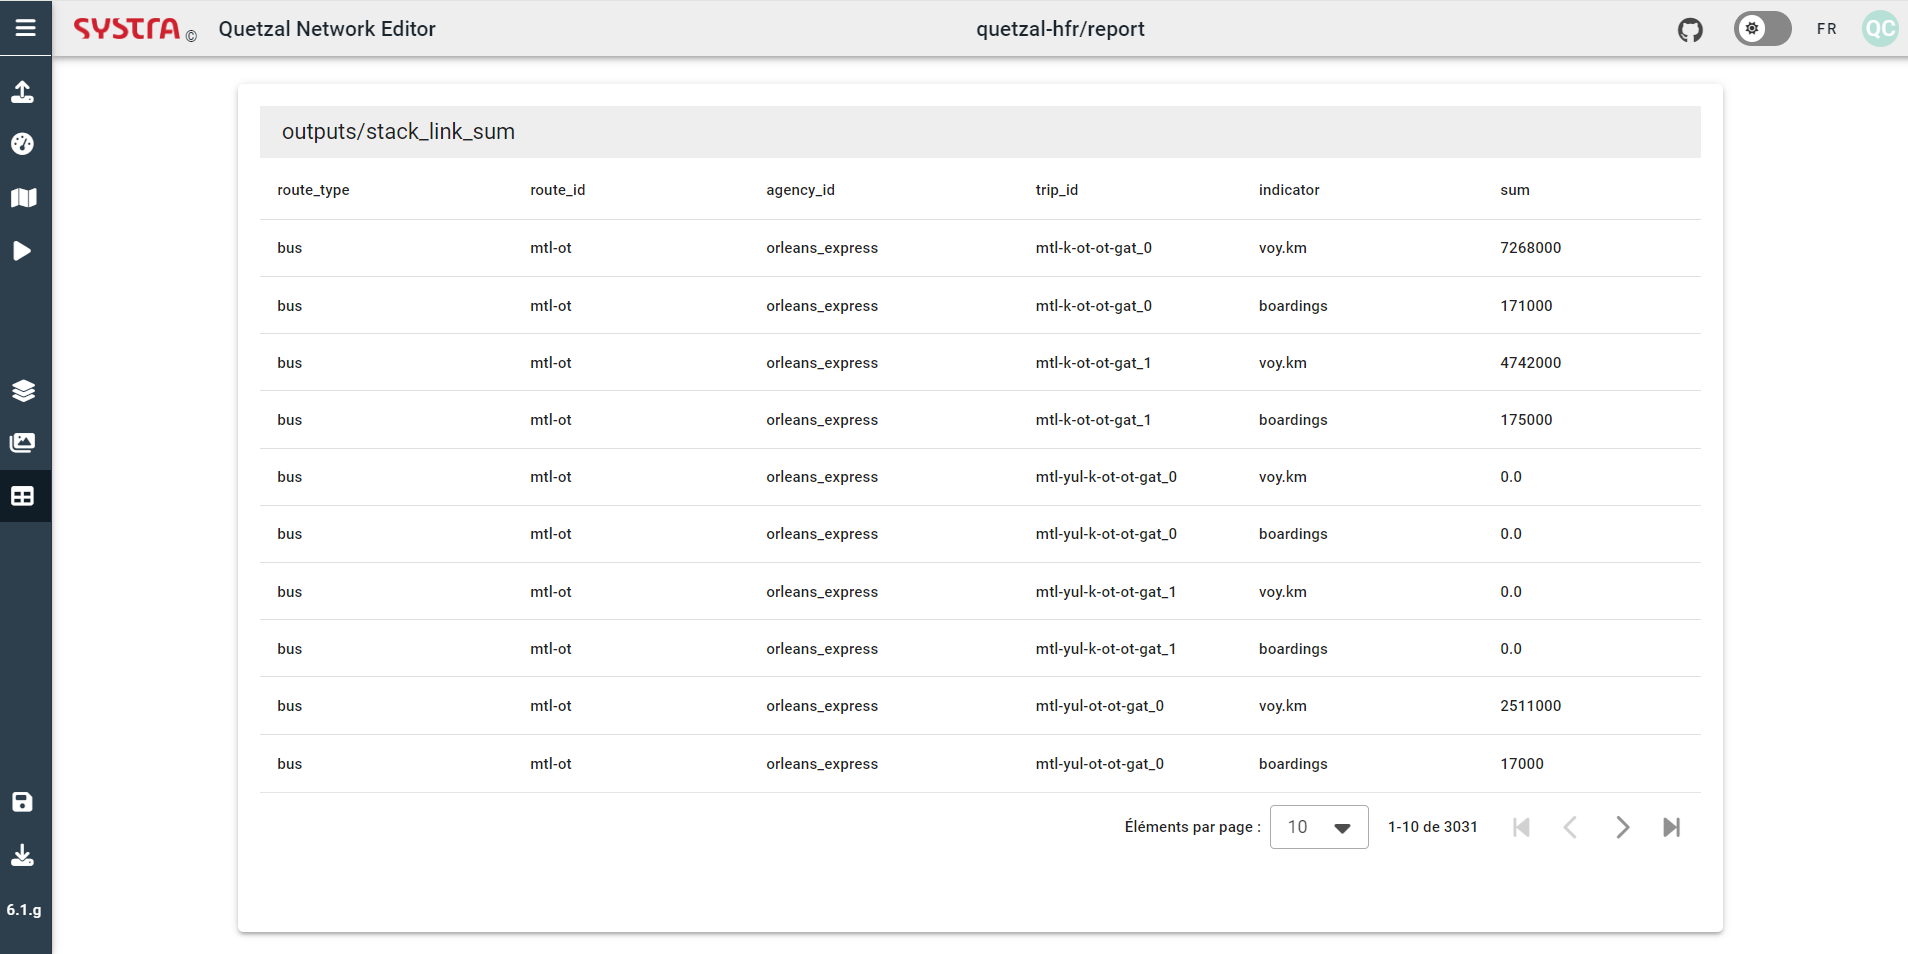 SYSTRA © Quetzal Network Editor quetzal-hfr/report FR QC
outputs/stack_link_sum
route_type route_id agency_id trip_id indicator sum
bus mtl-ot orleans_express mtl-k-ot-ot-gat_0 voy.km 7268000
bus mtl-ot orleans_express mtl-k-ot-ot-gat_0 boardings 171000
bus mtl-ot orleans_express mtl-k-ot-ot-gat_1 voy.km 4742000
bus mtl-ot orleans_express mtl-k-ot-ot-gat_1 boardings 175000
bus mtl-ot orleans_express mtl-yul-k-ot-ot-gat_0 voy.km 0.0
bus mtl-ot orleans_express mtl-yul-k-ot-ot-gat_0 boardings 0.0
bus mtl-ot orleans_express mtl-yul-k-ot-ot-gat_1 voy.km 0.0
bus mtl-ot orleans_express mtl-yul-k-ot-ot-gat_1 boardings 0.0
bus mtl-ot orleans_express mtl-yul-ot-ot-gat_0 voy.km 2511000
bus mtl-ot orleans_express mtl-yul-ot-ot-gat_0 boardings 17000
Éléments par page : 10 1-10 de 3031
6.1.g